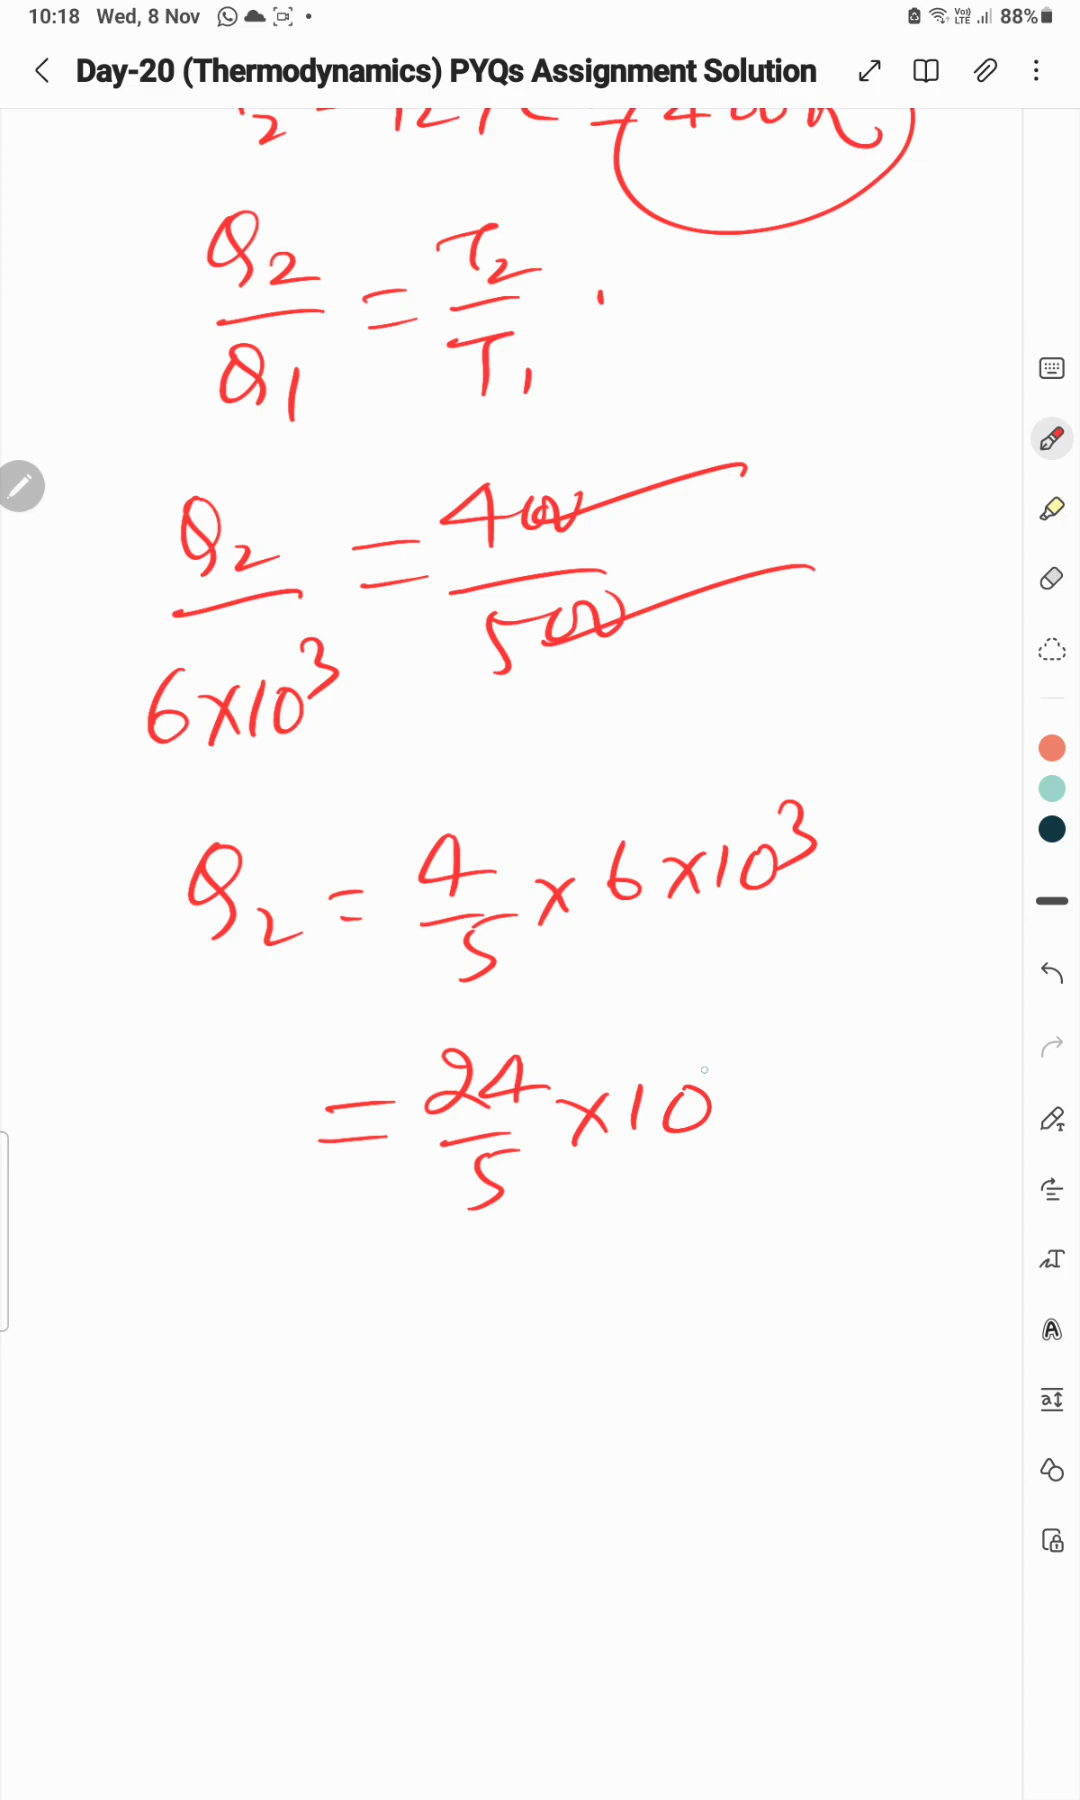 10:18 Wed, 8 Nov 88%
Day-20 (Thermodynamics) PYQs Assignment Solution
Q2/Q1 = T2/T1
Q2/6×10³ = 400/500
Q2 = 4/5 × 6×10³
= 24/5 ×10